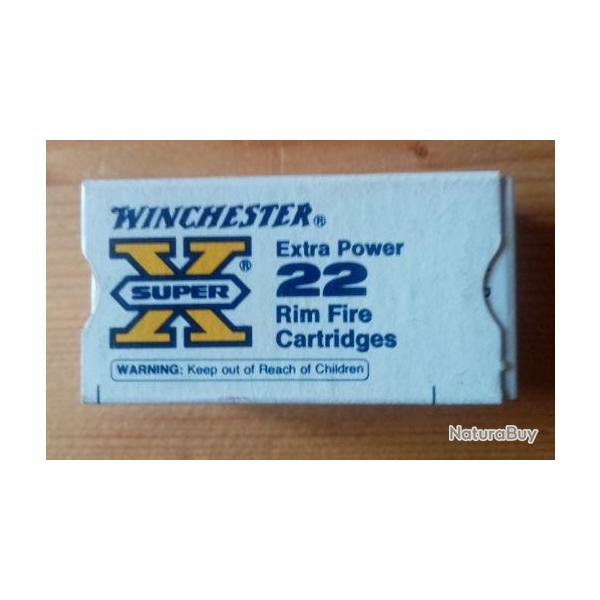 WINCHESTER®
X®
SUPER
Extra Power
22
Rim Fire
Cartridges
WARNING: Keep out of Reach of Children
NaturaBuy